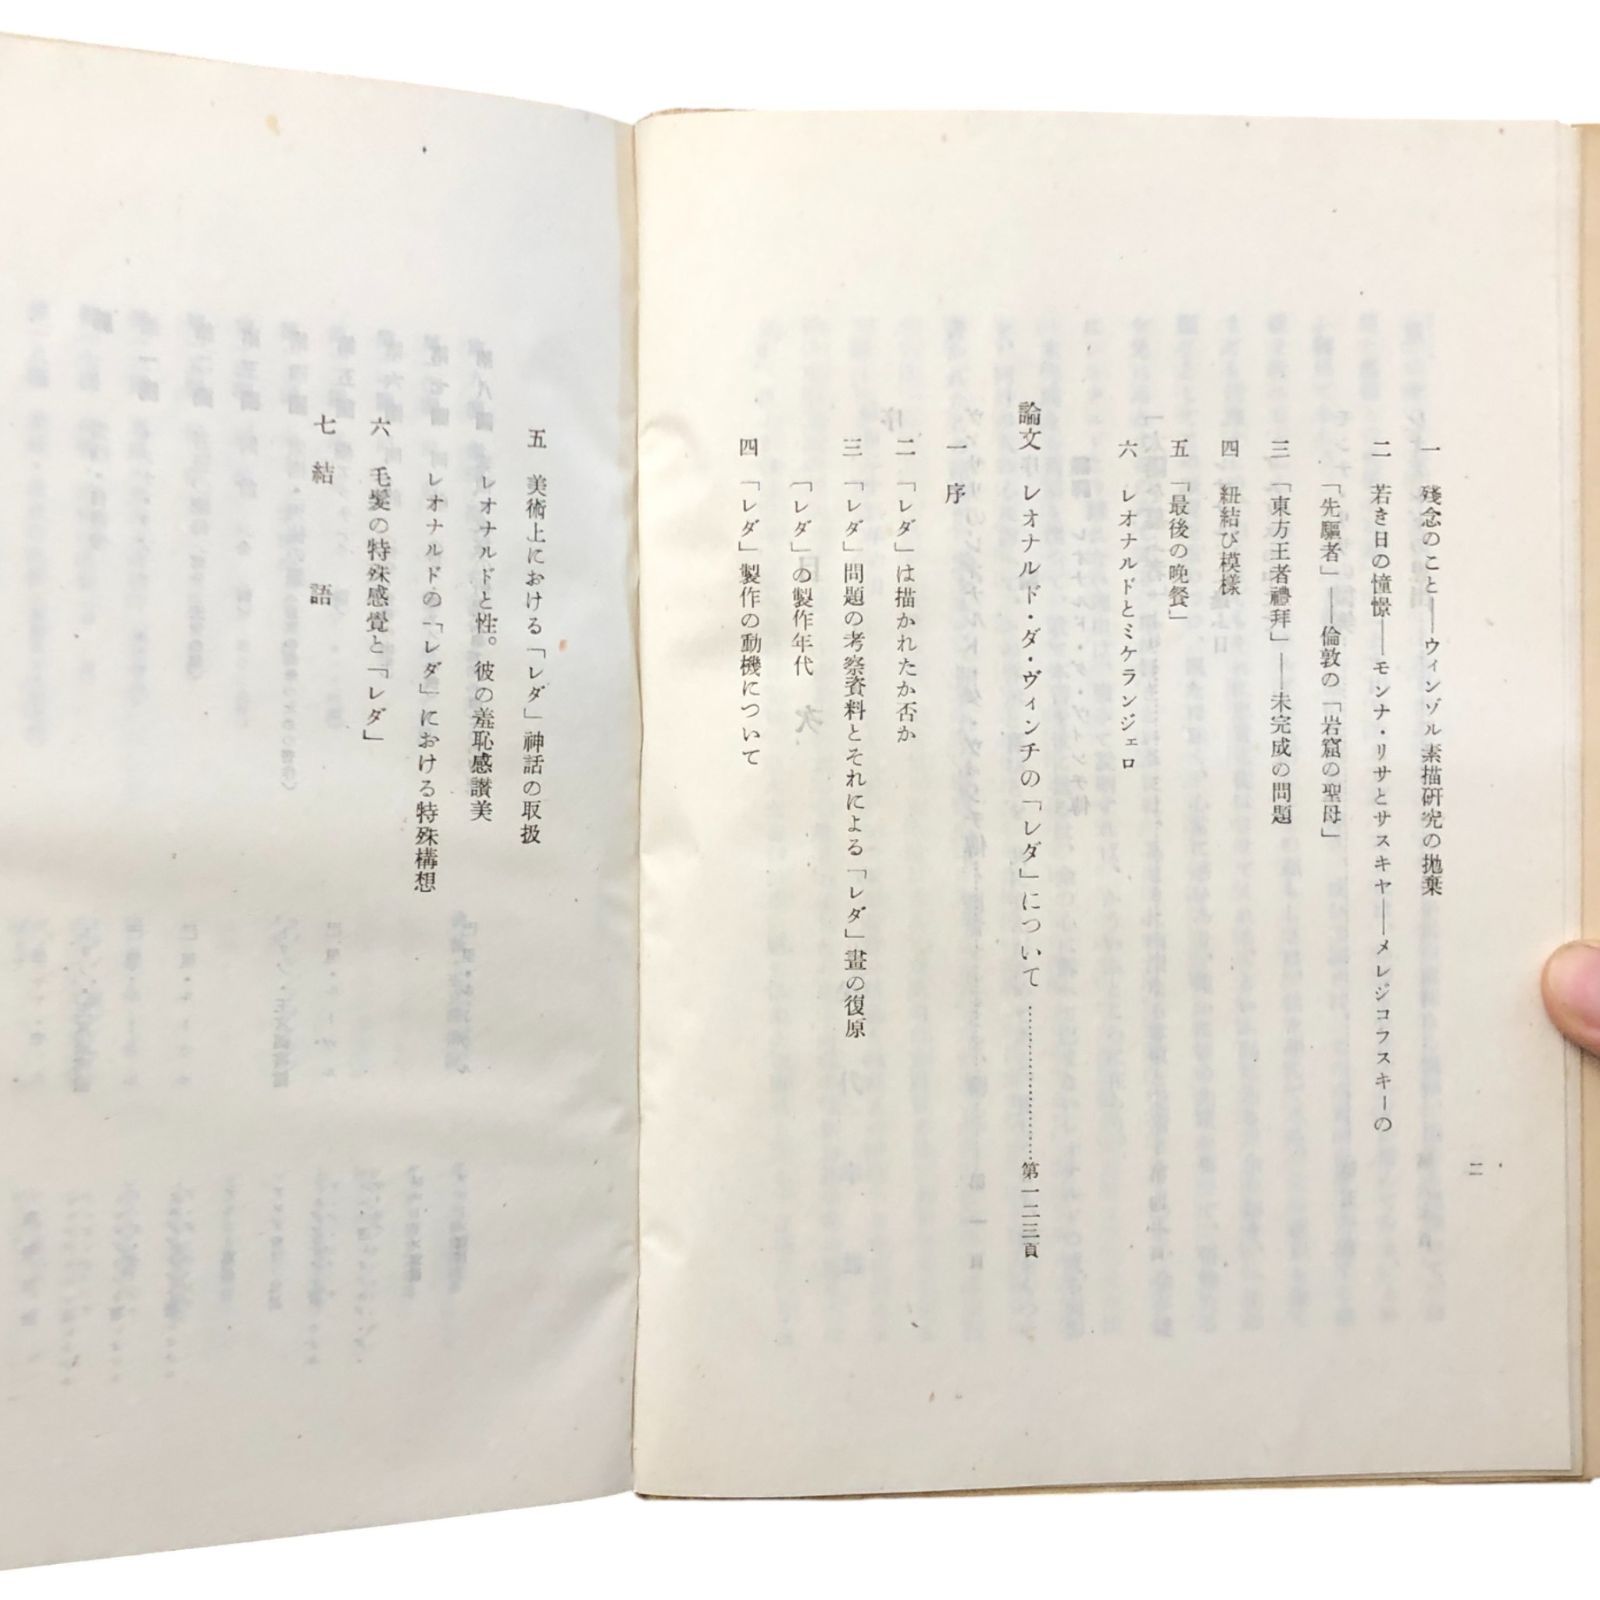 二
一　殘念のこと――ウィンゾル素描硏究の抛棄
二　若き日の憧憬――モンナ・リサとサスキヤ――メレジコフスキーの
「先驅者」――倫敦の「岩窟の聖母」
三　「東方王者禮拜」――未完成の問題
四　紐結び模樣
五　「最後の晩餐」
六　レオナルドとミケランジェロ
論文　レオナルド・ダ・ヴィンチの「レダ」について……………………第一二三頁
一　序
二　「レダ」は描かれたか否か
三　「レダ」問題の考察資料とそれによる「レダ」畫の復原
「レダ」の製作年代
四　「レダ」製作の動機について
五　美術上における「レダ」神話の取扱
レオナルドと性。彼の羞恥感讃美
レオナルドの「レダ」における特殊構想
六　毛髪の特殊感覺と「レダ」
七　結語